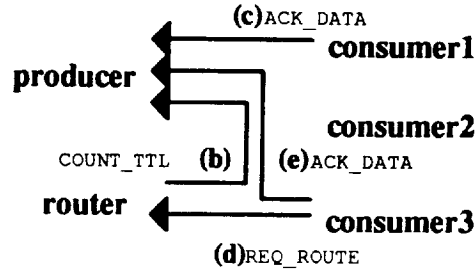 (c)ACK_DATA
consumer1
producer
consumer2
COUNT_TTL (b) (e)ACK_DATA
router consumer3
(d)REQ_ROUTE